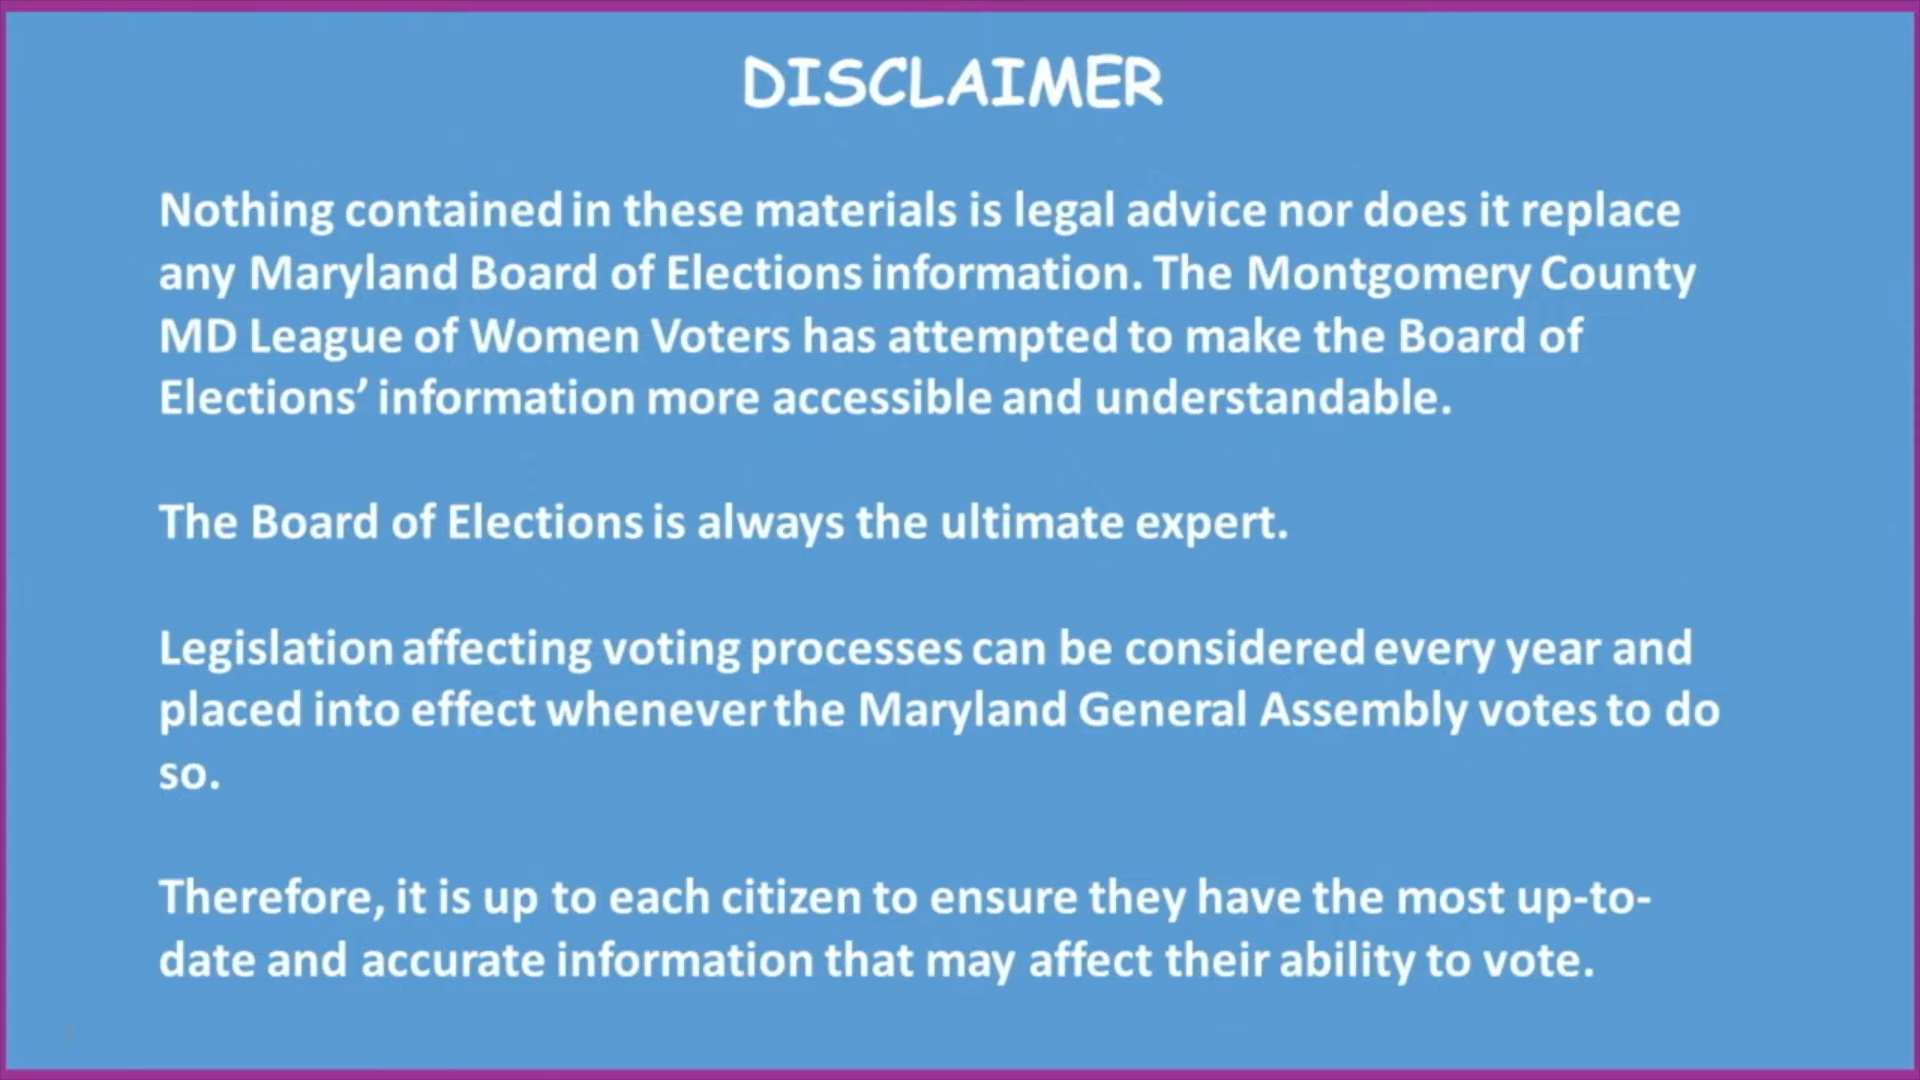 DISCLAIMER
Nothing contained in these materials is legal advice nor does it replace
any Maryland Board of Elections information. The Montgomery County
MD League of Women Voters has attempted to make the Board of
Elections’ information more accessible and understandable.
The Board of Elections is always the ultimate expert.
Legislation affecting voting processes can be considered every year and
placed into effect whenever the Maryland General Assembly votes to do
so.
Therefore, it is up to each citizen to ensure they have the most up-to-
date and accurate information that may affect their ability to vote.